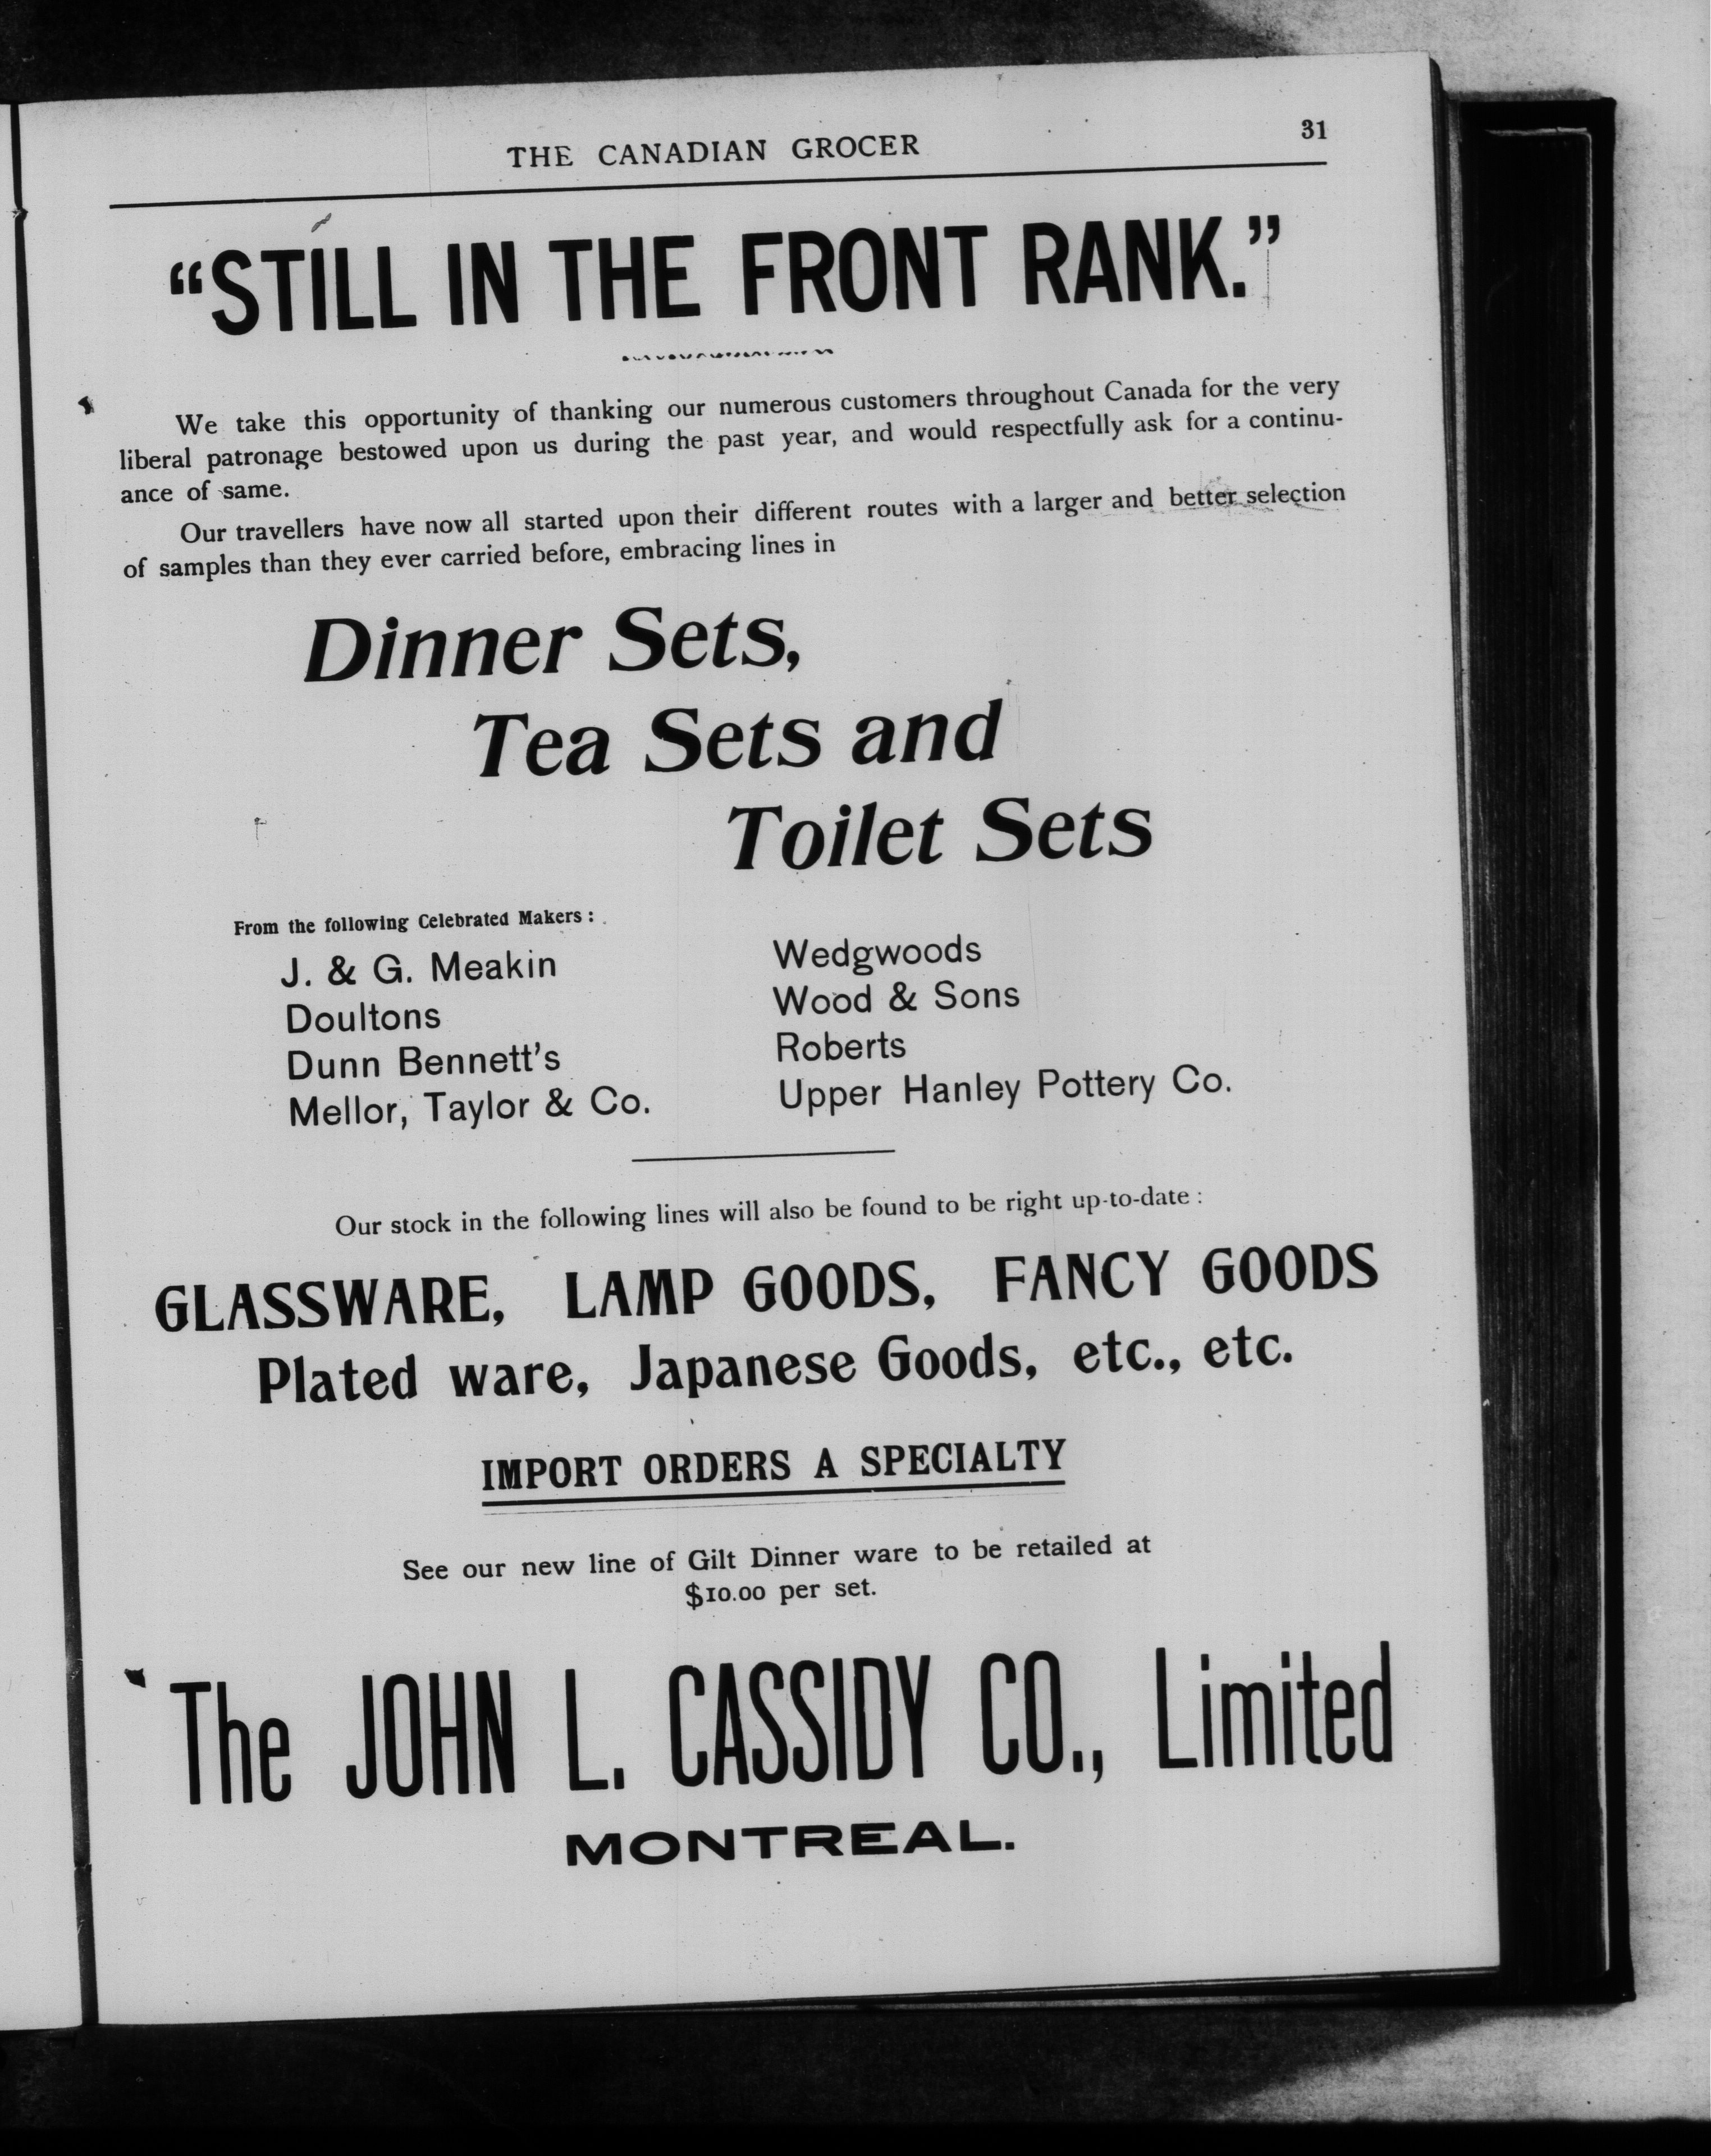 THE CANADIAN GROCER 31
“STILL IN THE FRONT RANK.”
We take this opportunity of thanking our numerous customers throughout Canada for the very
liberal patronage bestowed upon us during the past year, and would respectfully ask for a continu-
ance of same.
Our travellers have now all started upon their different routes with a larger and better selection
of samples than they ever carried before, embracing lines in
Dinner Sets,
Tea Sets and
Toilet Sets
From the following Celebrated Makers :
J. & G. Meakin
Doultons
Dunn Bennett's
Mellor, Taylor & Co.
Wedgwoods
Wood & Sons
Roberts
Upper Hanley Pottery Co.
Our stock in the following lines will also be found to be right up-to-date :
GLASSWARE, LAMP GOODS, FANCY GOODS
Plated ware, Japanese Goods, etc., etc.
IMPORT ORDERS A SPECIALTY
See our new line of Gilt Dinner ware to be retailed at
$10.00 per set.
The JOHN L. CASSIDY CO., Limited
MONTREAL.